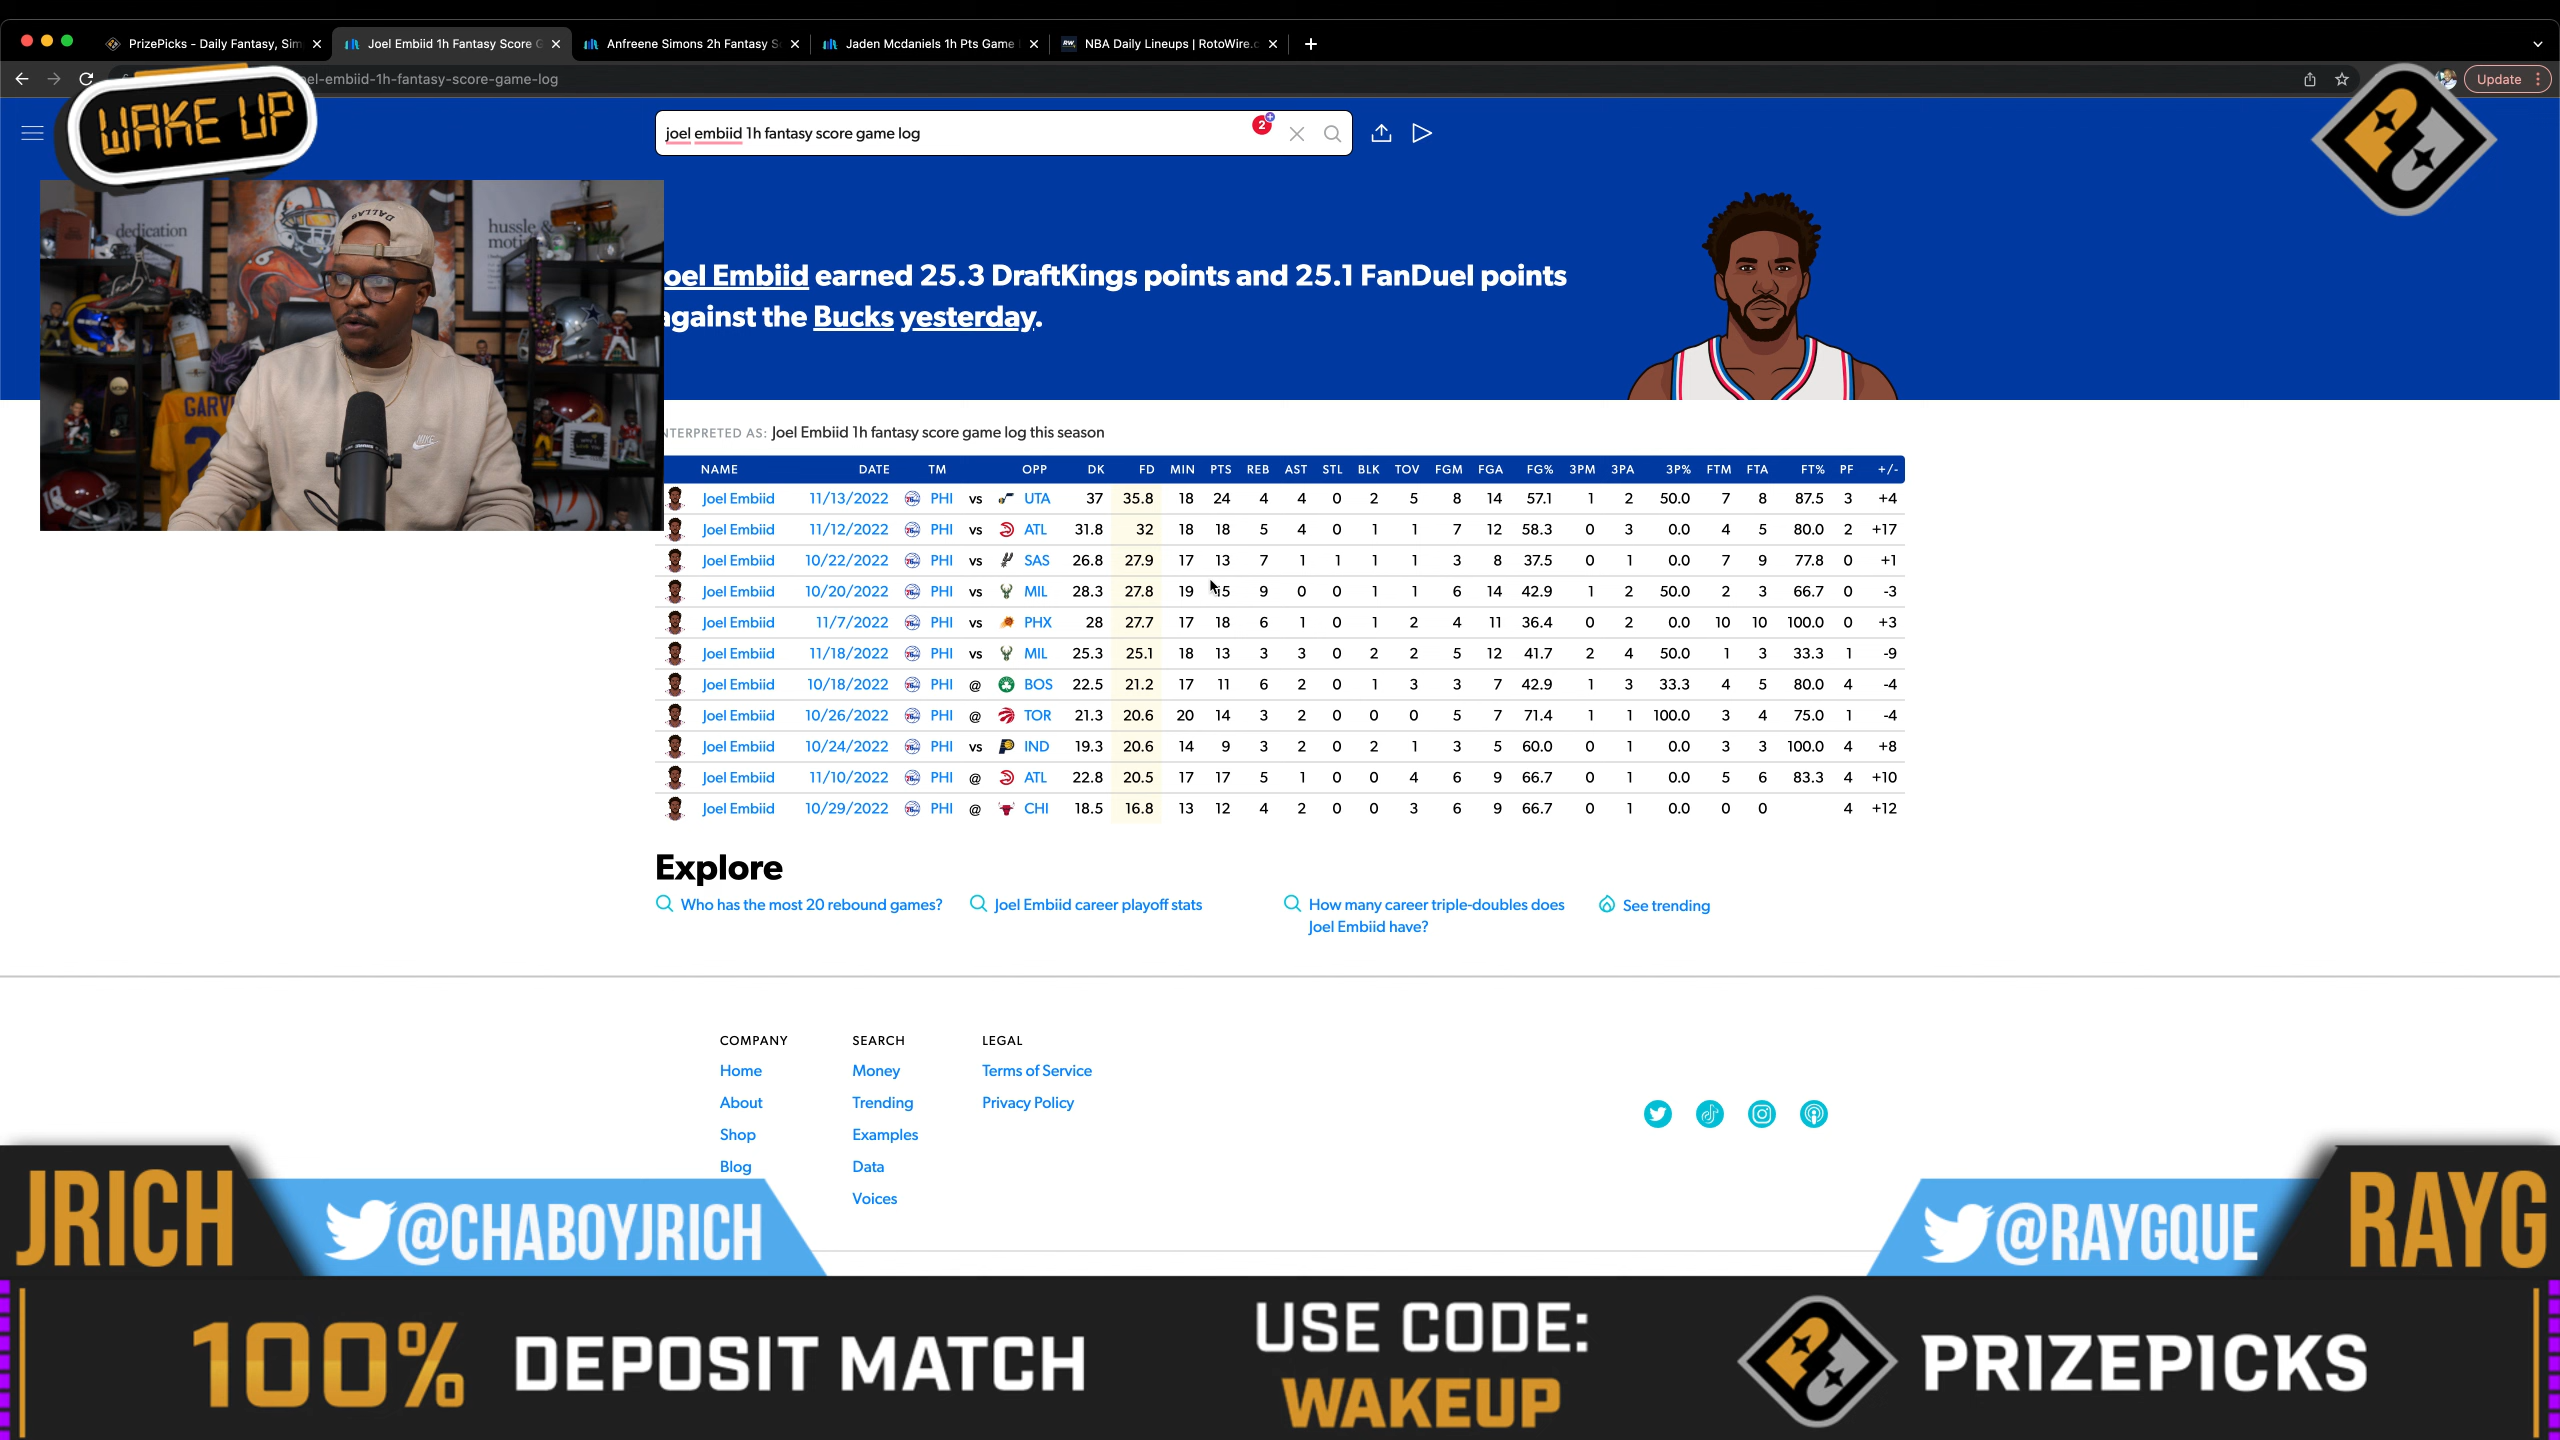 PrizePicks - Daily Fantasy, Sim
Joel Embiid 1h Fantasy Score G
Anfreene Simons 2h Fantasy S
Jaden Mcdaniels 1h Pts Game
NBA Daily Lineups | RotoWire.c
el-embiid-1h-fantasy-score-game-log
Update
WAKE UP
joel embiid 1h fantasy score game log
2
dedication
hussle &
moti
DALLAS
GARV
NIKE
oel Embiid earned 25.3 DraftKings points and 25.1 FanDuel points
against the Bucks yesterday.
NTERPRETED AS: Joel Embiid 1h fantasy score game log this season
NAME DATE TM OPP DK FD MIN PTS REB AST STL BLK TOV FGM FGA FG% 3PM 3PA 3P% FTM FTA FT% PF +/-
Joel Embiid 11/13/2022 PHI vs UTA 37 35.8 18 24 4 4 0 2 5 8 14 57.1 1 2 50.0 7 8 87.5 3 +4
Joel Embiid 11/12/2022 PHI vs ATL 31.8 32 18 18 5 4 0 1 1 7 12 58.3 0 3 0.0 4 5 80.0 2 +17
Joel Embiid 10/22/2022 PHI vs SAS 26.8 27.9 17 13 7 1 1 1 1 3 8 37.5 0 1 0.0 7 9 77.8 0 +1
Joel Embiid 10/20/2022 PHI vs MIL 28.3 27.8 19 15 9 0 0 1 1 6 14 42.9 1 2 50.0 2 3 66.7 0 -3
Joel Embiid 11/7/2022 PHI vs PHX 28 27.7 17 18 6 1 0 1 2 4 11 36.4 0 2 0.0 10 10 100.0 0 +3
Joel Embiid 11/18/2022 PHI vs MIL 25.3 25.1 18 13 3 3 0 2 2 5 12 41.7 2 4 50.0 1 3 33.3 1 -9
Joel Embiid 10/18/2022 PHI @ BOS 22.5 21.2 17 11 6 2 0 1 3 3 7 42.9 1 3 33.3 4 5 80.0 4 -4
Joel Embiid 10/26/2022 PHI @ TOR 21.3 20.6 20 14 3 2 0 0 0 5 7 71.4 1 1 100.0 3 4 75.0 1 -4
Joel Embiid 10/24/2022 PHI vs IND 19.3 20.6 14 9 3 2 0 2 1 3 5 60.0 0 1 0.0 3 3 100.0 4 +8
Joel Embiid 11/10/2022 PHI @ ATL 22.8 20.5 17 17 5 1 0 0 4 6 9 66.7 0 1 0.0 5 6 83.3 4 +10
Joel Embiid 10/29/2022 PHI @ CHI 18.5 16.8 13 12 4 2 0 0 3 6 9 66.7 0 1 0.0 0 0 4 +12
Explore
Who has the most 20 rebound games?
Joel Embiid career playoff stats
How many career triple-doubles does
Joel Embiid have?
See trending
COMPANY
Home
About
Shop
Blog
SEARCH
Money
Trending
Examples
Data
Voices
LEGAL
Terms of Service
Privacy Policy
JRICH
@CHABOYJRICH
@RAYGQUE
RAYG
100% DEPOSIT MATCH
USE CODE:
WAKEUP
PRIZEPICKS